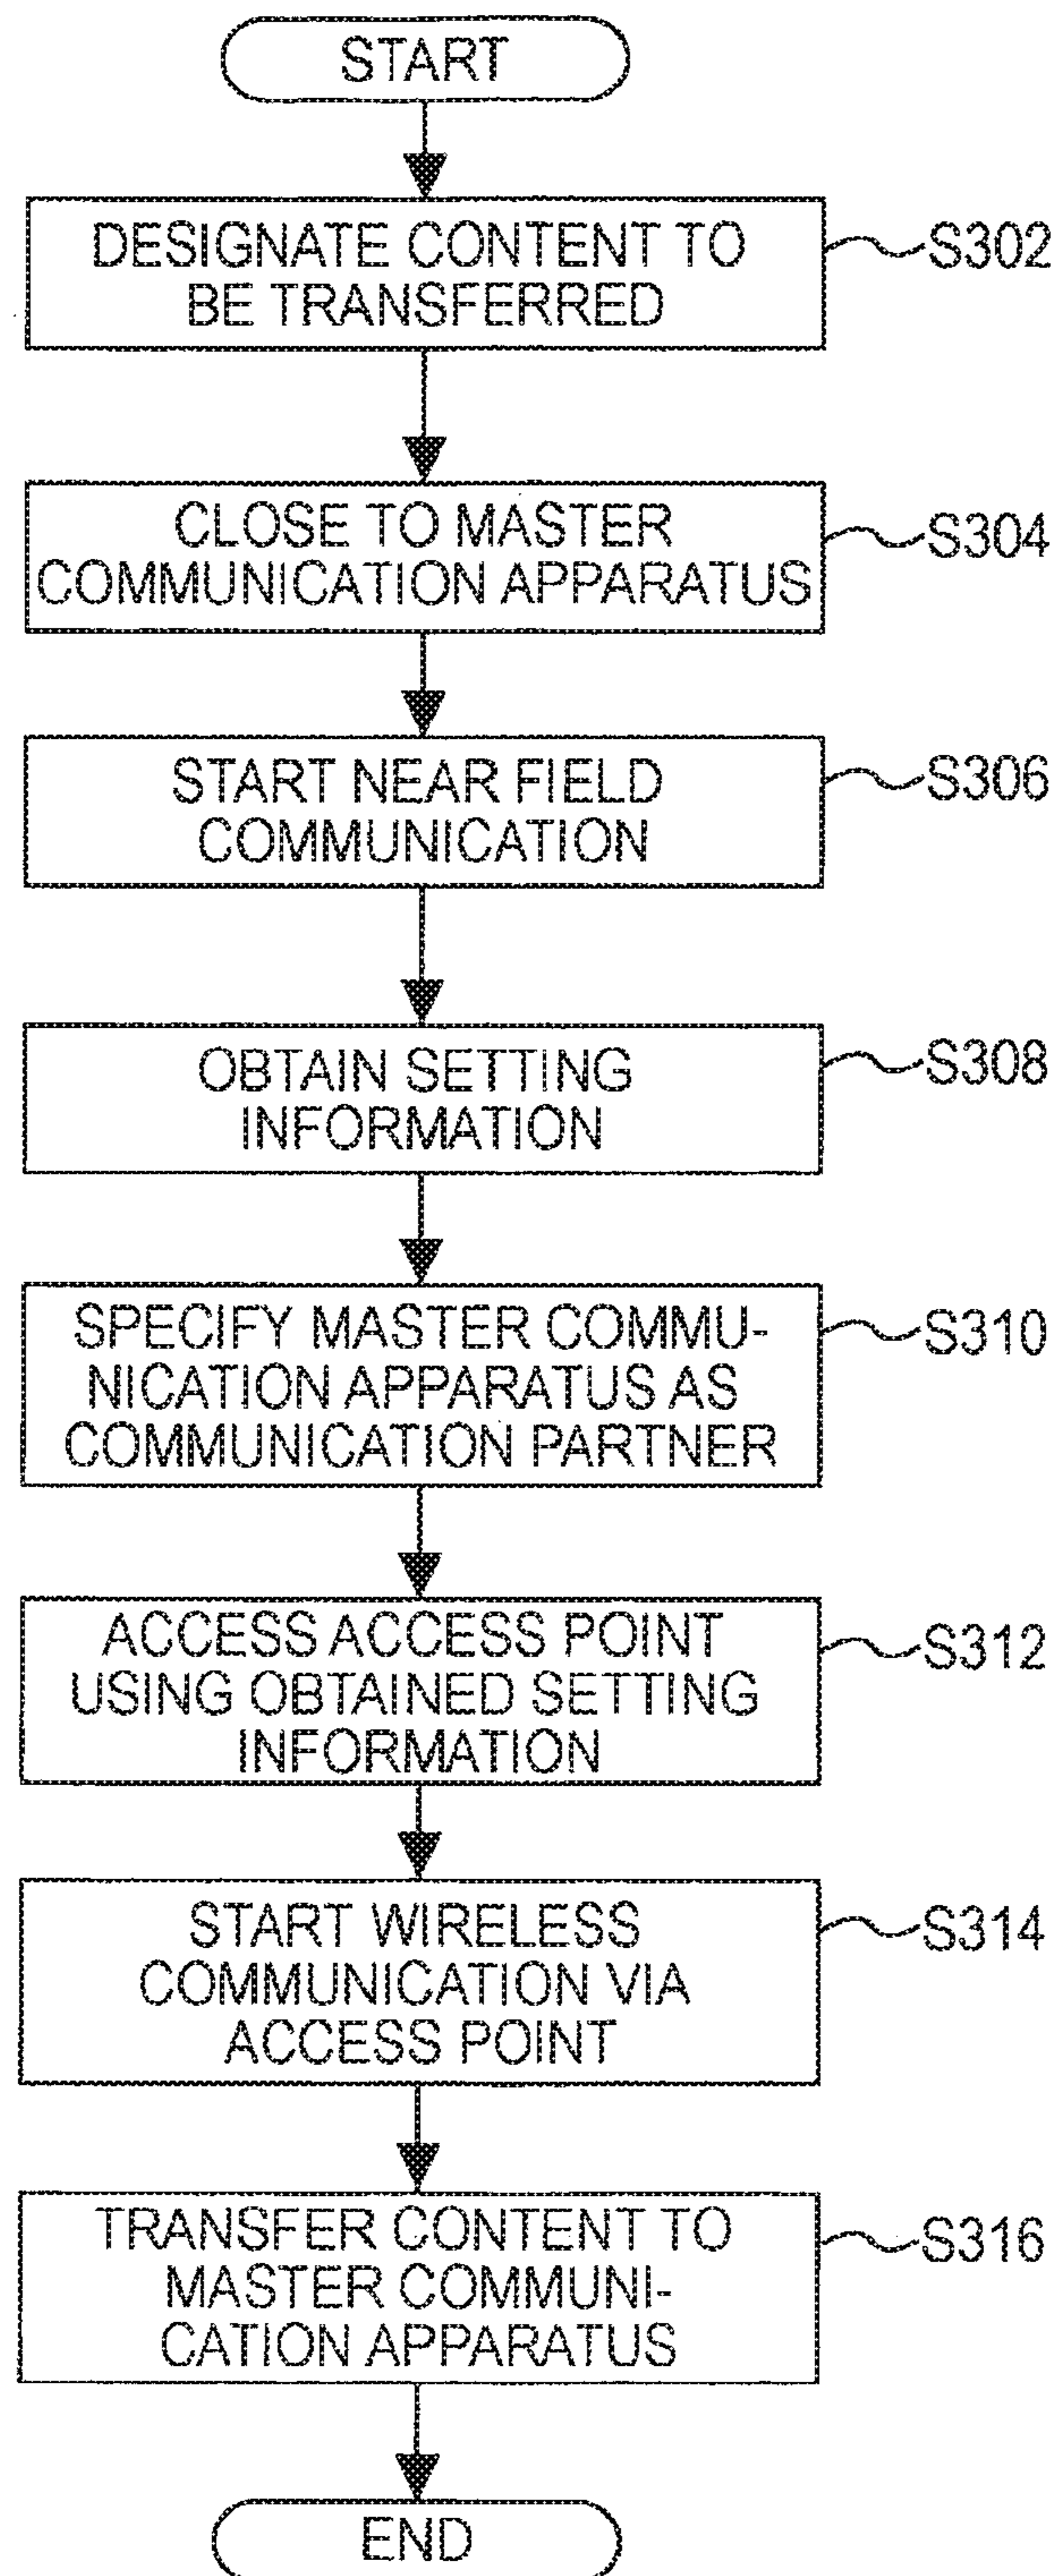 START
DESIGNATE CONTENT TO
BE TRANSFERRED
S302
CLOSE TO MASTER
COMMUNICATION APPARATUS
S304
START NEAR FIELD
COMMUNICATION
S306
OBTAIN SETTING
INFORMATION
S308
SPECIFY MASTER COMMU-
NICATION APPARATUS AS
COMMUNICATION PARTNER
S310
ACCESS ACCESS POINT
USING OBTAINED SETTING
INFORMATION
S312
START WIRELESS
COMMUNICATION VIA
ACCESS POINT
S314
TRANSFER CONTENT TO
MASTER COMMUNI-
CATION APPARATUS
S316
END